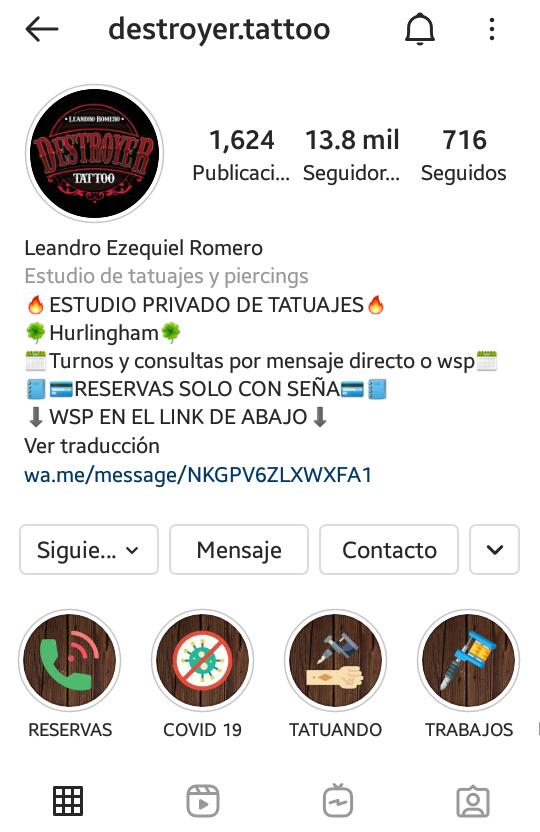 destroyer.tattoo
• LEANDRO ROMERO •
DESTROYER
TATTOO
1,624 13.8 mil 716
Publicaci... Seguidor... Seguidos
Leandro Ezequiel Romero
Estudio de tatuajes y piercings
🔥ESTUDIO PRIVADO DE TATUAJES🔥
🍀Hurlingham🍀
📅Turnos y consultas por mensaje directo o wsp📅
📘💳RESERVAS SOLO CON SEÑA💳📘
⬇WSP EN EL LINK DE ABAJO⬇
Ver traducción
wa.me/message/NKGPV6ZLXWXFA1
Siguie... Mensaje Contacto
RESERVAS COVID 19 TATUANDO TRABAJOS